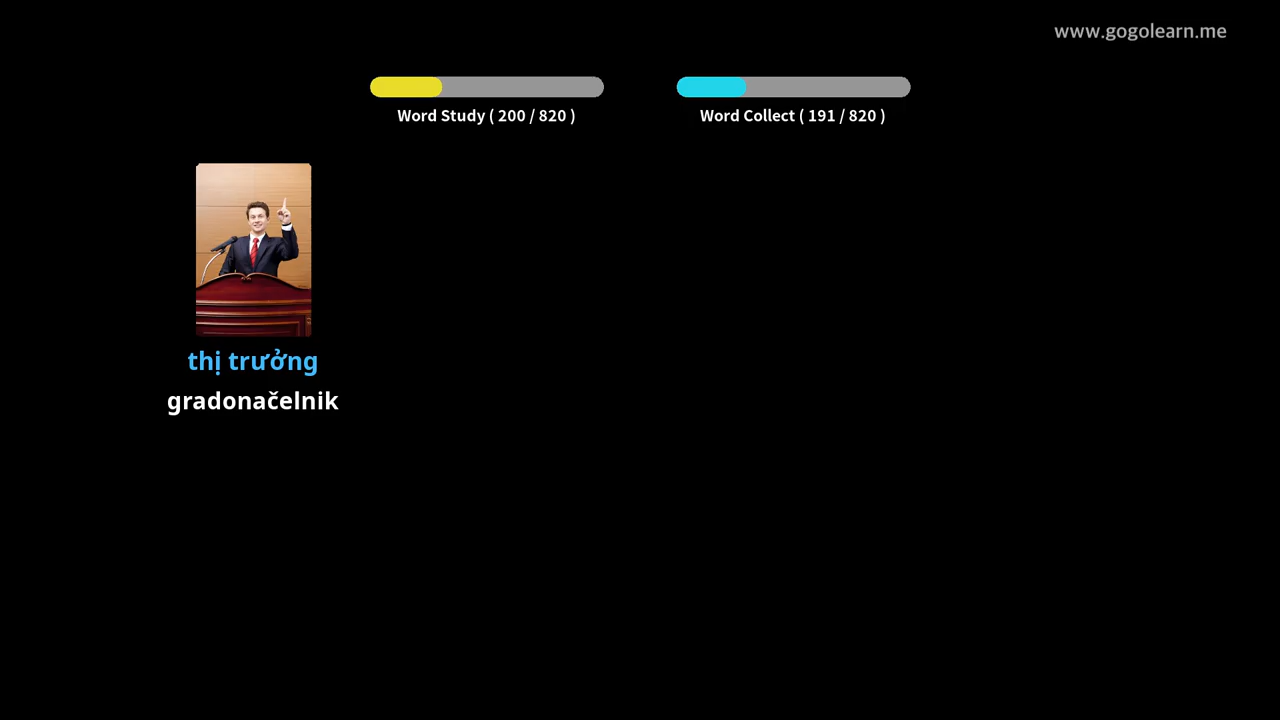 www.gogolearn.me
Word Study ( 200 / 820 )
Word Collect ( 191 / 820 )
thị trưởng
gradonačelnik